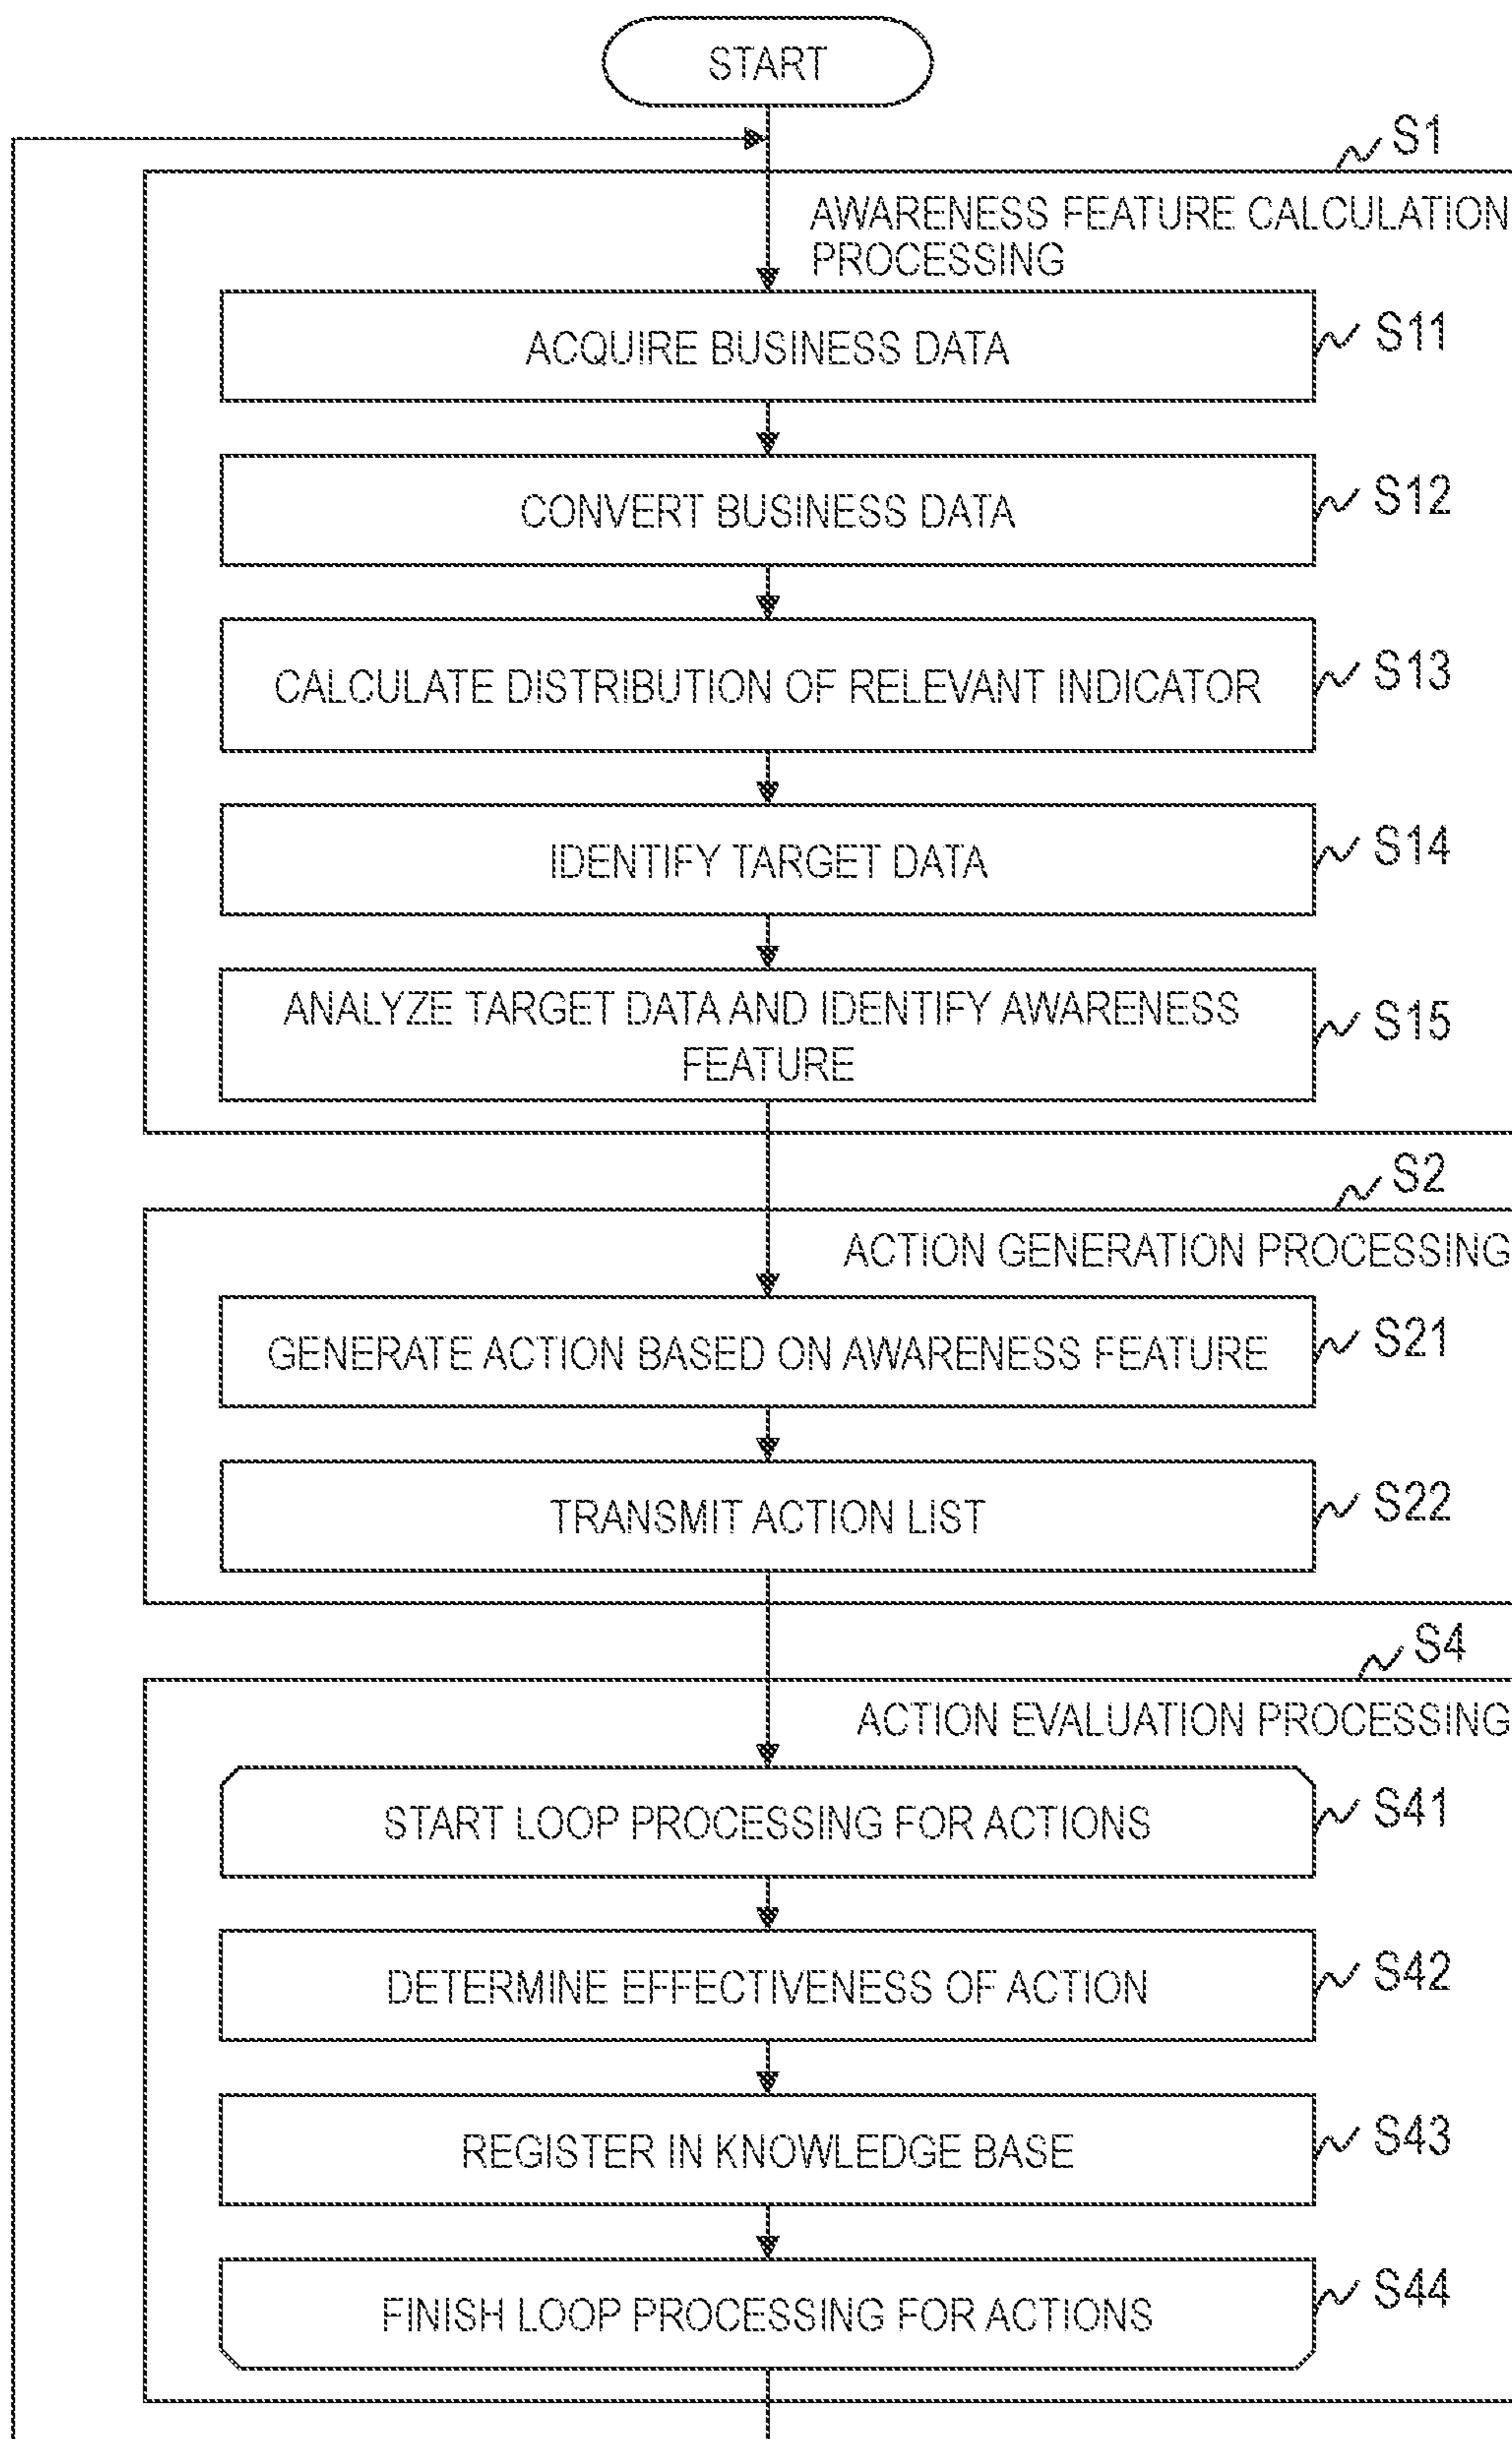 START
S1
AWARENESS FEATURE CALCULATION
PROCESSING
ACQUIRE BUSINESS DATA
S11
CONVERT BUSINESS DATA
S12
CALCULATE DISTRIBUTION OF RELEVANT INDICATOR
S13
IDENTIFY TARGET DATA
S14
ANALYZE TARGET DATA AND IDENTIFY AWARENESS
FEATURE
S15
S2
ACTION GENERATION PROCESSING
GENERATE ACTION BASED ON AWARENESS FEATURE
S21
TRANSMIT ACTION LIST
S22
S4
ACTION EVALUATION PROCESSING
START LOOP PROCESSING FOR ACTIONS
S41
DETERMINE EFFECTIVENESS OF ACTION
S42
REGISTER IN KNOWLEDGE BASE
S43
FINISH LOOP PROCESSING FOR ACTIONS
S44